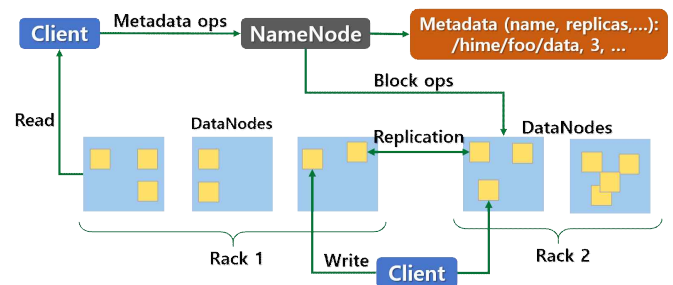 Client
Metadata ops
NameNode
Metadata (name, replicas,...):
/hime/foo/data, 3, ...
Block ops
Read
DataNodes
Replication
DataNodes
Rack 1
Write
Client
Rack 2